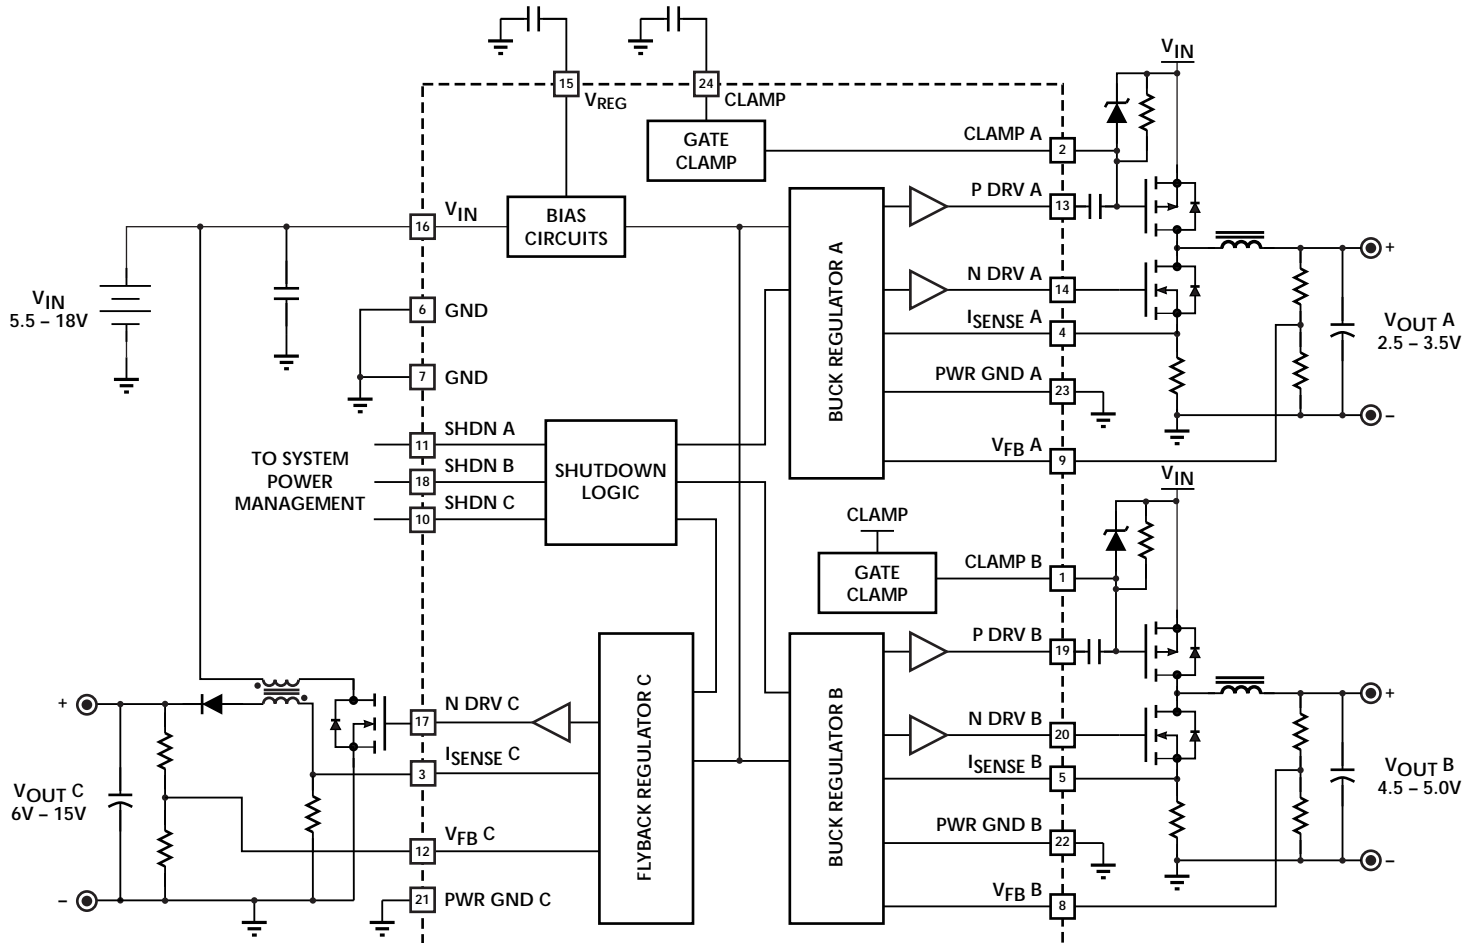 15
VREG
24
CLAMP
VIN
GATE
CLAMP
CLAMP A
2
P DRV A
13
VIN
16
BIAS
CIRCUITS
BUCK REGULATOR A
N DRV A
14
VIN
5.5 – 18V
6
GND
ISENSE A
4
VOUT A
2.5 – 3.5V
+
–
7
GND
PWR GND A
23
TO SYSTEM
POWER
MANAGEMENT
11
SHDN A
18
SHDN B
10
SHDN C
SHUTDOWN
LOGIC
VFB A
9
VIN
CLAMP
GATE
CLAMP
CLAMP B
1
P DRV B
19
FLYBACK REGULATOR C
BUCK REGULATOR B
+
–
VOUT C
6V – 15V
17
N DRV C
3
ISENSE C
12
VFB C
21
PWR GND C
N DRV B
20
ISENSE B
5
PWR GND B
22
VFB B
8
+
–
VOUT B
4.5 – 5.0V